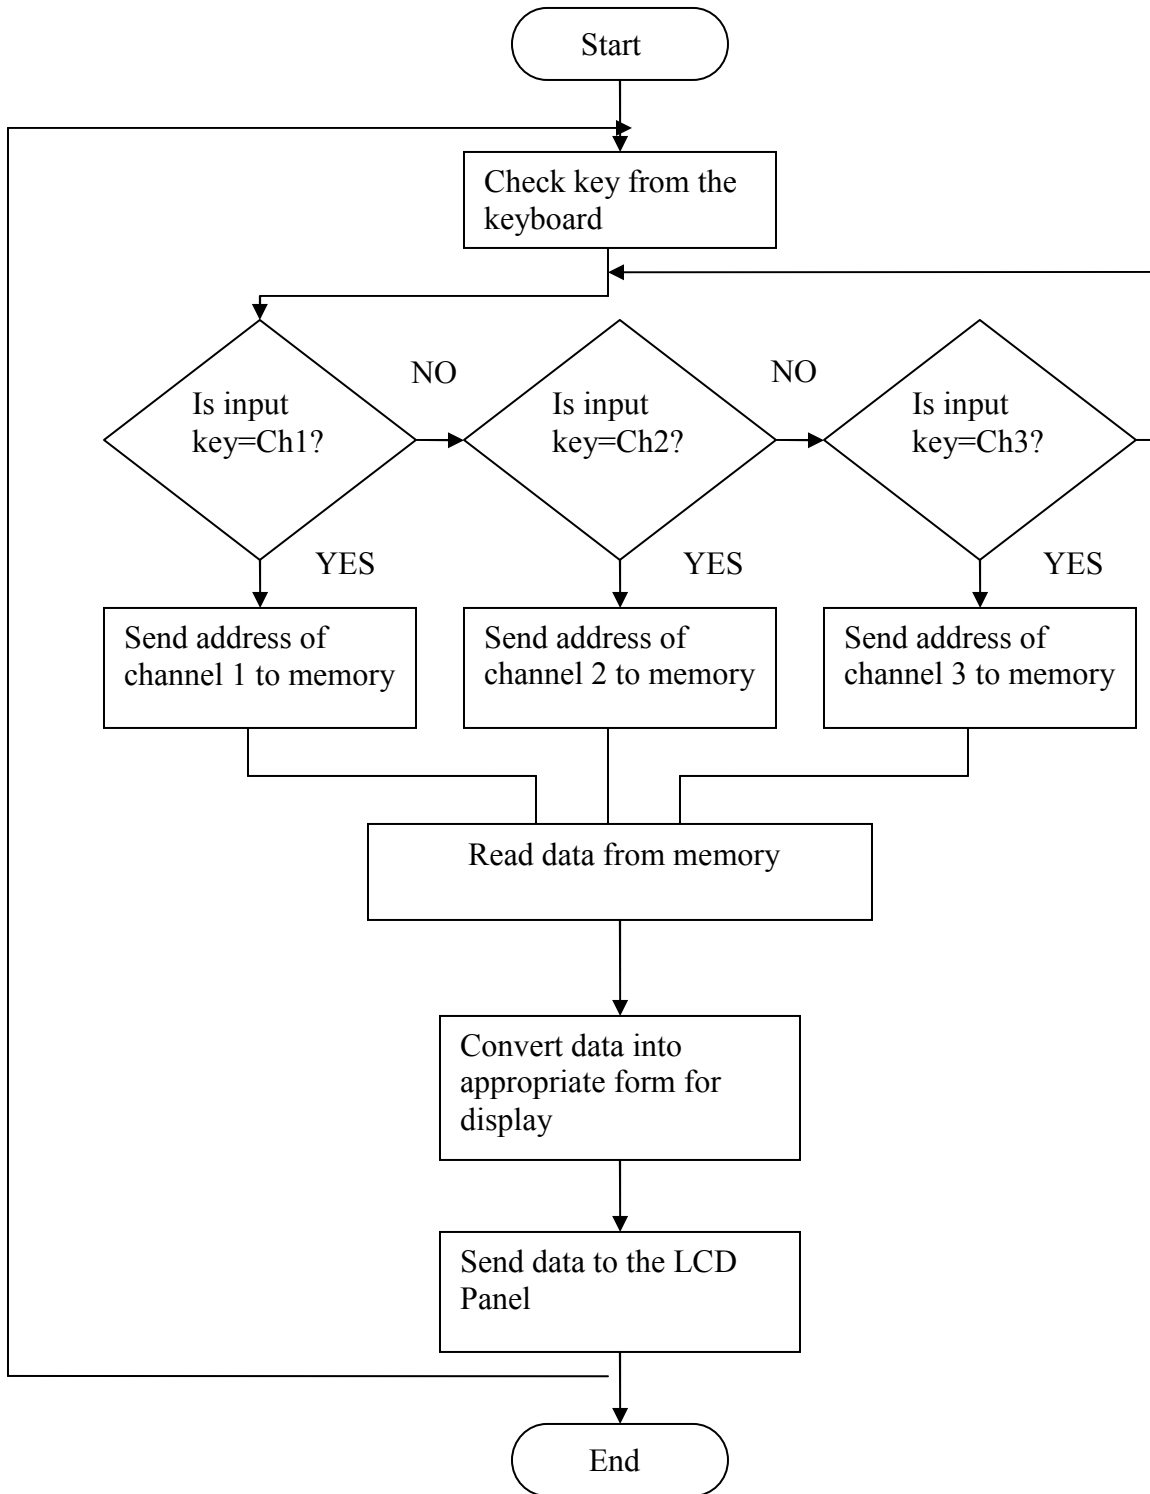 Start
Check key from the
keyboard
NO
NO
Is input
key=Ch1?
Is input
key=Ch2?
Is input
key=Ch3?
YES
YES
YES
Send address of
channel 1 to memory
Send address of
channel 2 to memory
Send address of
channel 3 to memory
Read data from memory
Convert data into
appropriate form for
display
Send data to the LCD
Panel
End